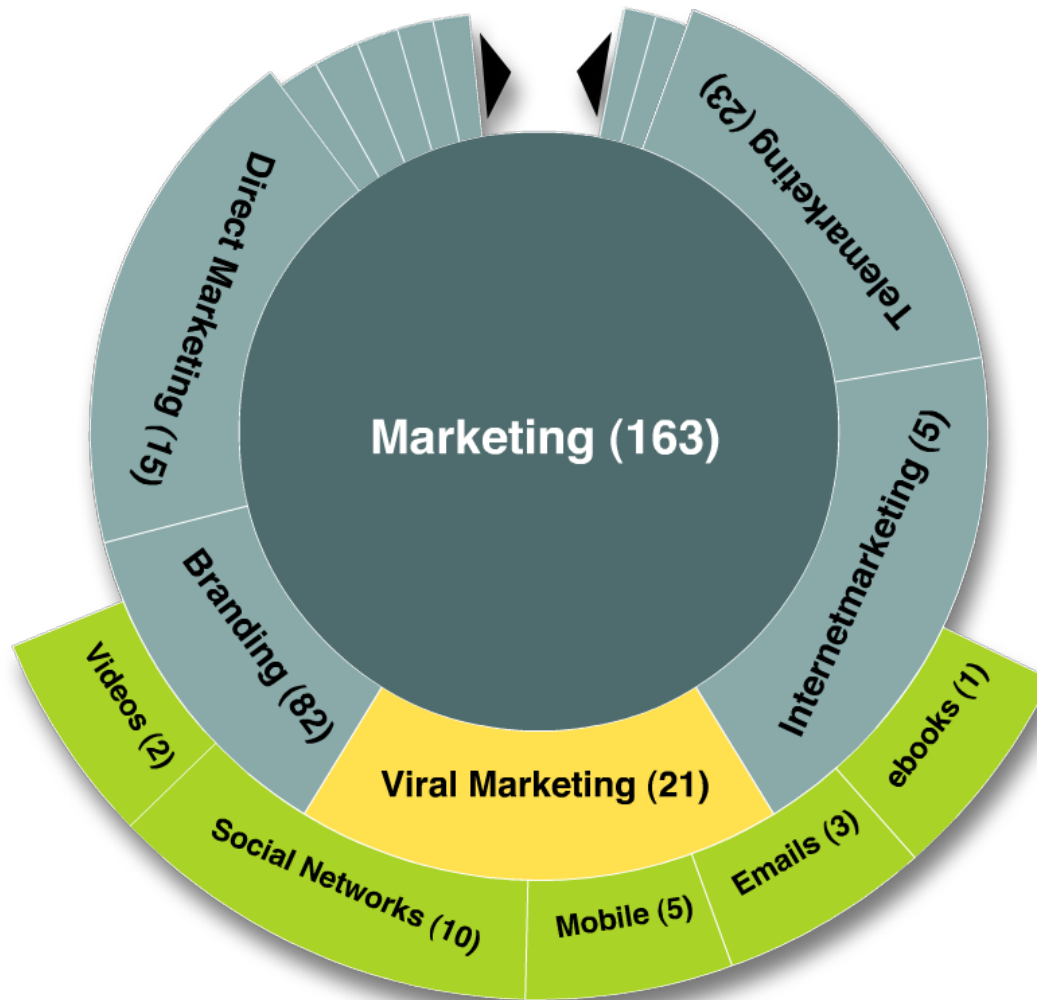 Marketing (163)
Telemarketing (23)
Internetmarketing (5)
Viral Marketing (21)
Branding (82)
Direct Marketing (15)
ebooks (1)
Emails (3)
Mobile (5)
Social Networks (10)
Videos (2)